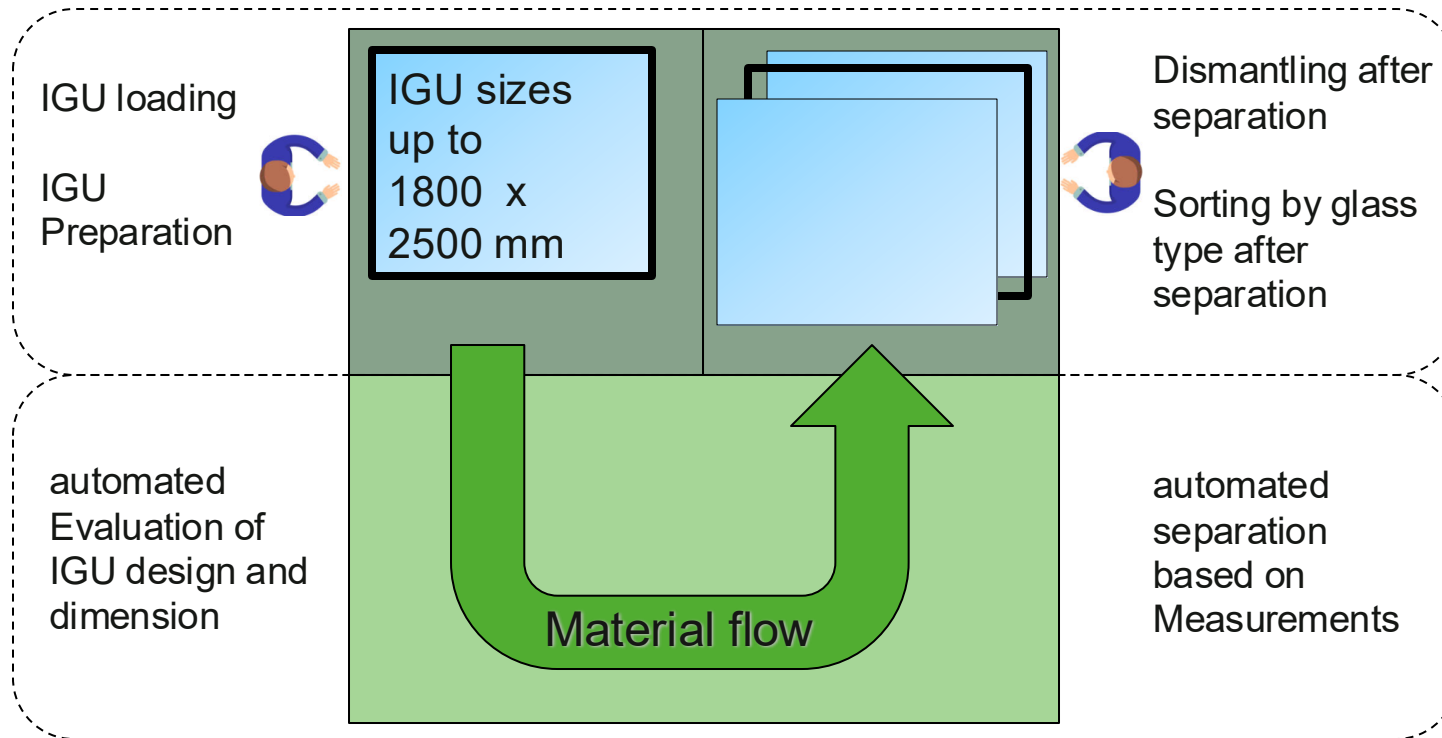 IGU loading
IGU
Preparation
IGU sizes
up to
1800 x
2500 mm
Dismantling after
separation
Sorting by glass
type after
separation
automated
Evaluation of
IGU design and
dimension
Material flow
automated
separation
based on
Measurements